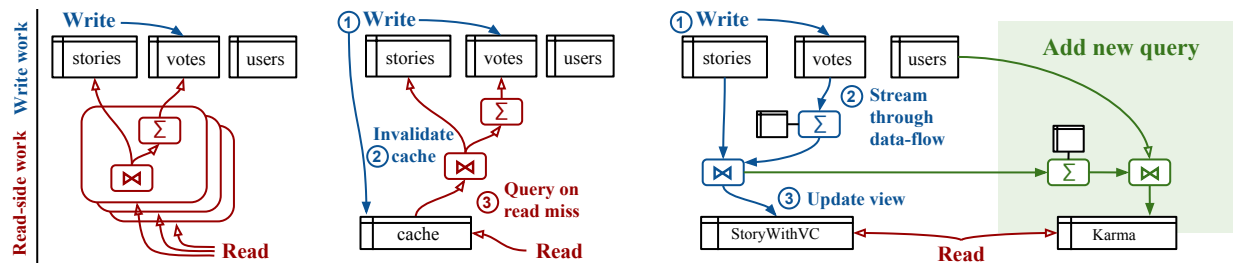 Write work
Read-side work
Write
stories
votes
users
Σ
⋈
Read
① Write
stories
votes
users
Σ
Invalidate
② cache
⋈
③ Query on
read miss
cache
Read
① Write
stories
votes
users
② Stream
through
data-flow
Σ
⋈
③ Update view
StoryWithVC
Read
Add new query
Σ
⋈
Karma